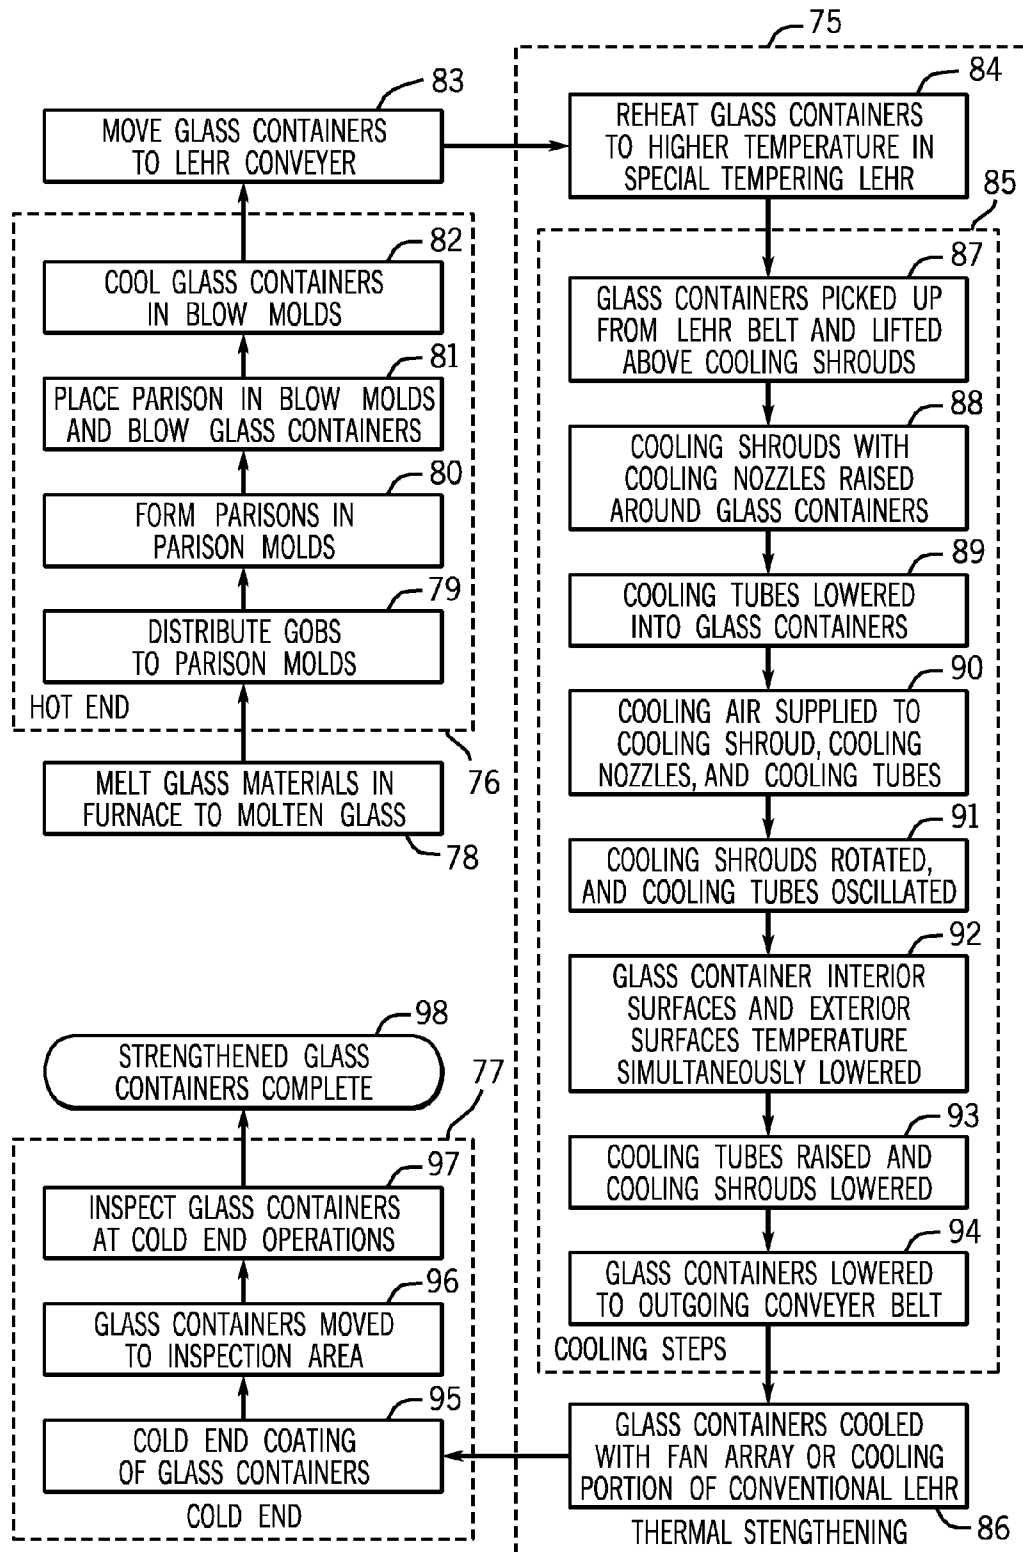 75
83
MOVE GLASS CONTAINERS
TO LEHR CONVEYER
84
REHEAT GLASS CONTAINERS
TO HIGHER TEMPERATURE IN
SPECIAL TEMPERING LEHR
85
82
COOL GLASS CONTAINERS
IN BLOW MOLDS
81
PLACE PARISON IN BLOW MOLDS
AND BLOW GLASS CONTAINERS
80
FORM PARISONS IN
PARISON MOLDS
79
DISTRIBUTE GOBS
TO PARISON MOLDS
HOT END
76
MELT GLASS MATERIALS IN
FURNACE TO MOLTEN GLASS
78
87
GLASS CONTAINERS PICKED UP
FROM LEHR BELT AND LIFTED
ABOVE COOLING SHROUDS
88
COOLING SHROUDS WITH
COOLING NOZZLES RAISED
AROUND GLASS CONTAINERS
89
COOLING TUBES LOWERED
INTO GLASS CONTAINERS
90
COOLING AIR SUPPLIED TO
COOLING SHROUD, COOLING
NOZZLES, AND COOLING TUBES
91
COOLING SHROUDS ROTATED,
AND COOLING TUBES OSCILLATED
92
GLASS CONTAINER INTERIOR
SURFACES AND EXTERIOR
SURFACES TEMPERATURE
SIMULTANEOUSLY LOWERED
93
COOLING TUBES RAISED AND
COOLING SHROUDS LOWERED
94
GLASS CONTAINERS LOWERED
TO OUTGOING CONVEYER BELT
COOLING STEPS
GLASS CONTAINERS COOLED
WITH FAN ARRAY OR COOLING
PORTION OF CONVENTIONAL LEHR
86
THERMAL STENGTHENING
98
STRENGTHENED GLASS
CONTAINERS COMPLETE
77
97
INSPECT GLASS CONTAINERS
AT COLD END OPERATIONS
96
GLASS CONTAINERS MOVED
TO INSPECTION AREA
95
COLD END COATING
OF GLASS CONTAINERS
COLD END